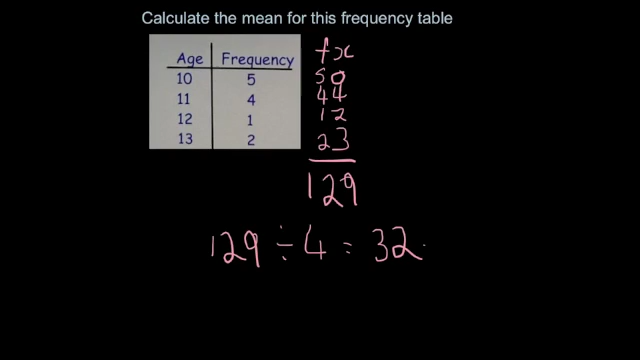 Calculate the mean for this frequency table
Age Frequency fx
10 5 50
11 4 44
12 1 12
13 2 23
129
129 ÷ 4 = 32.